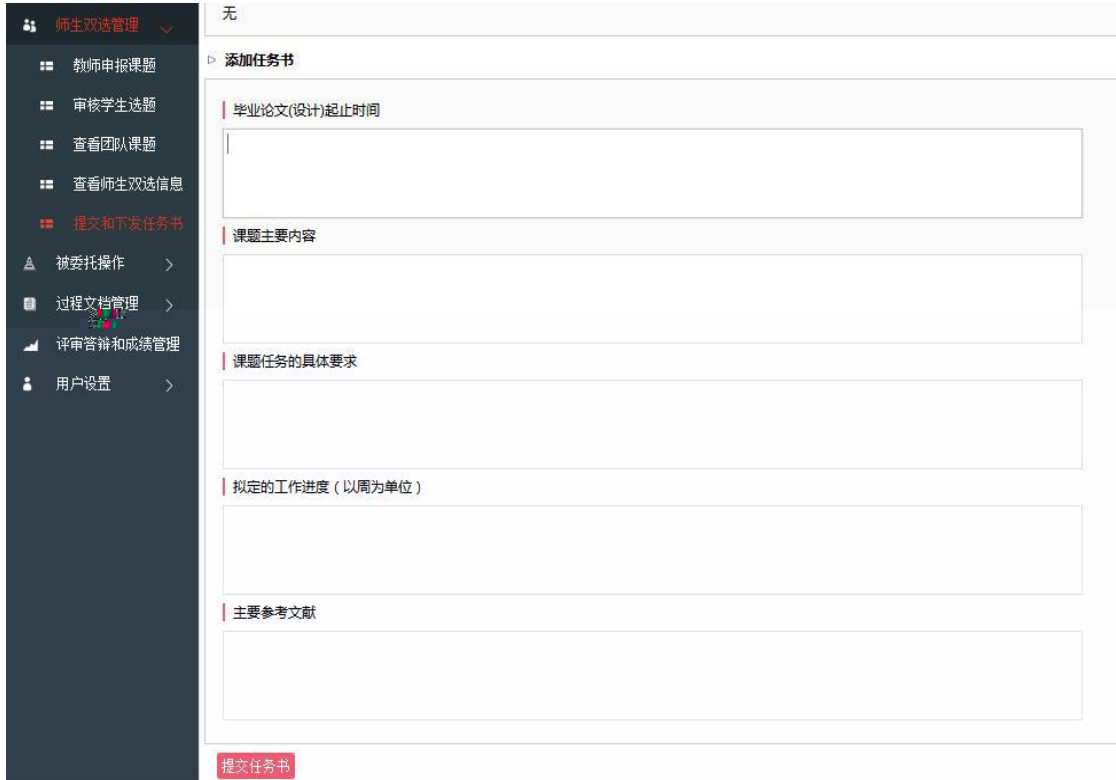 师生双选管理
教师申报课题
审核学生选题
查看团队课题
查看师生双选信息
提交和下发任务书
被委托操作
过程文档管理
评审答辩和成绩管理
用户设置
无
添加任务书
毕业论文(设计)起止时间
课题主要内容
课题任务的具体要求
拟定的工作进度（以周为单位）
主要参考文献
提交任务书